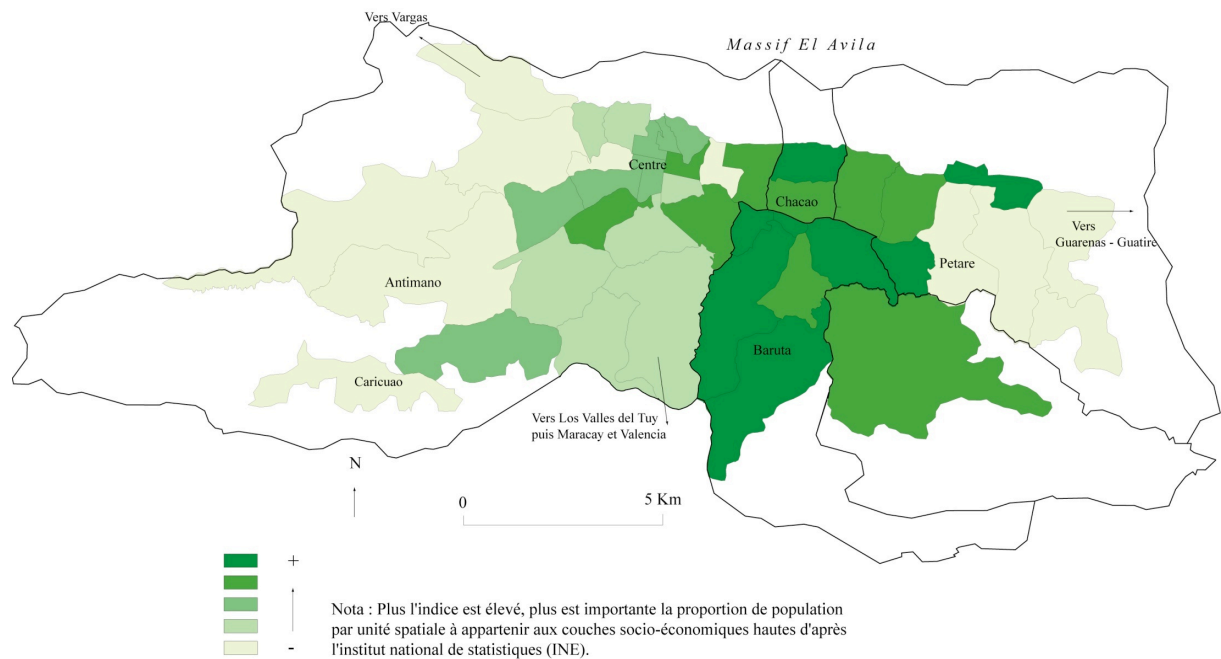 Vers Vargas
Massif El Avila
Centre
Chacao
Vers
Guarenas - Guatire
Petare
Antimano
Baruta
Caricuao
Vers Los Valles del Tuy
puis Maracay et Valencia
N
0 5 Km
+
-
Nota : Plus l'indice est élevé, plus est importante la proportion de population
par unité spatiale à appartenir aux couches socio-économiques hautes d'après
l'institut national de statistiques (INE).